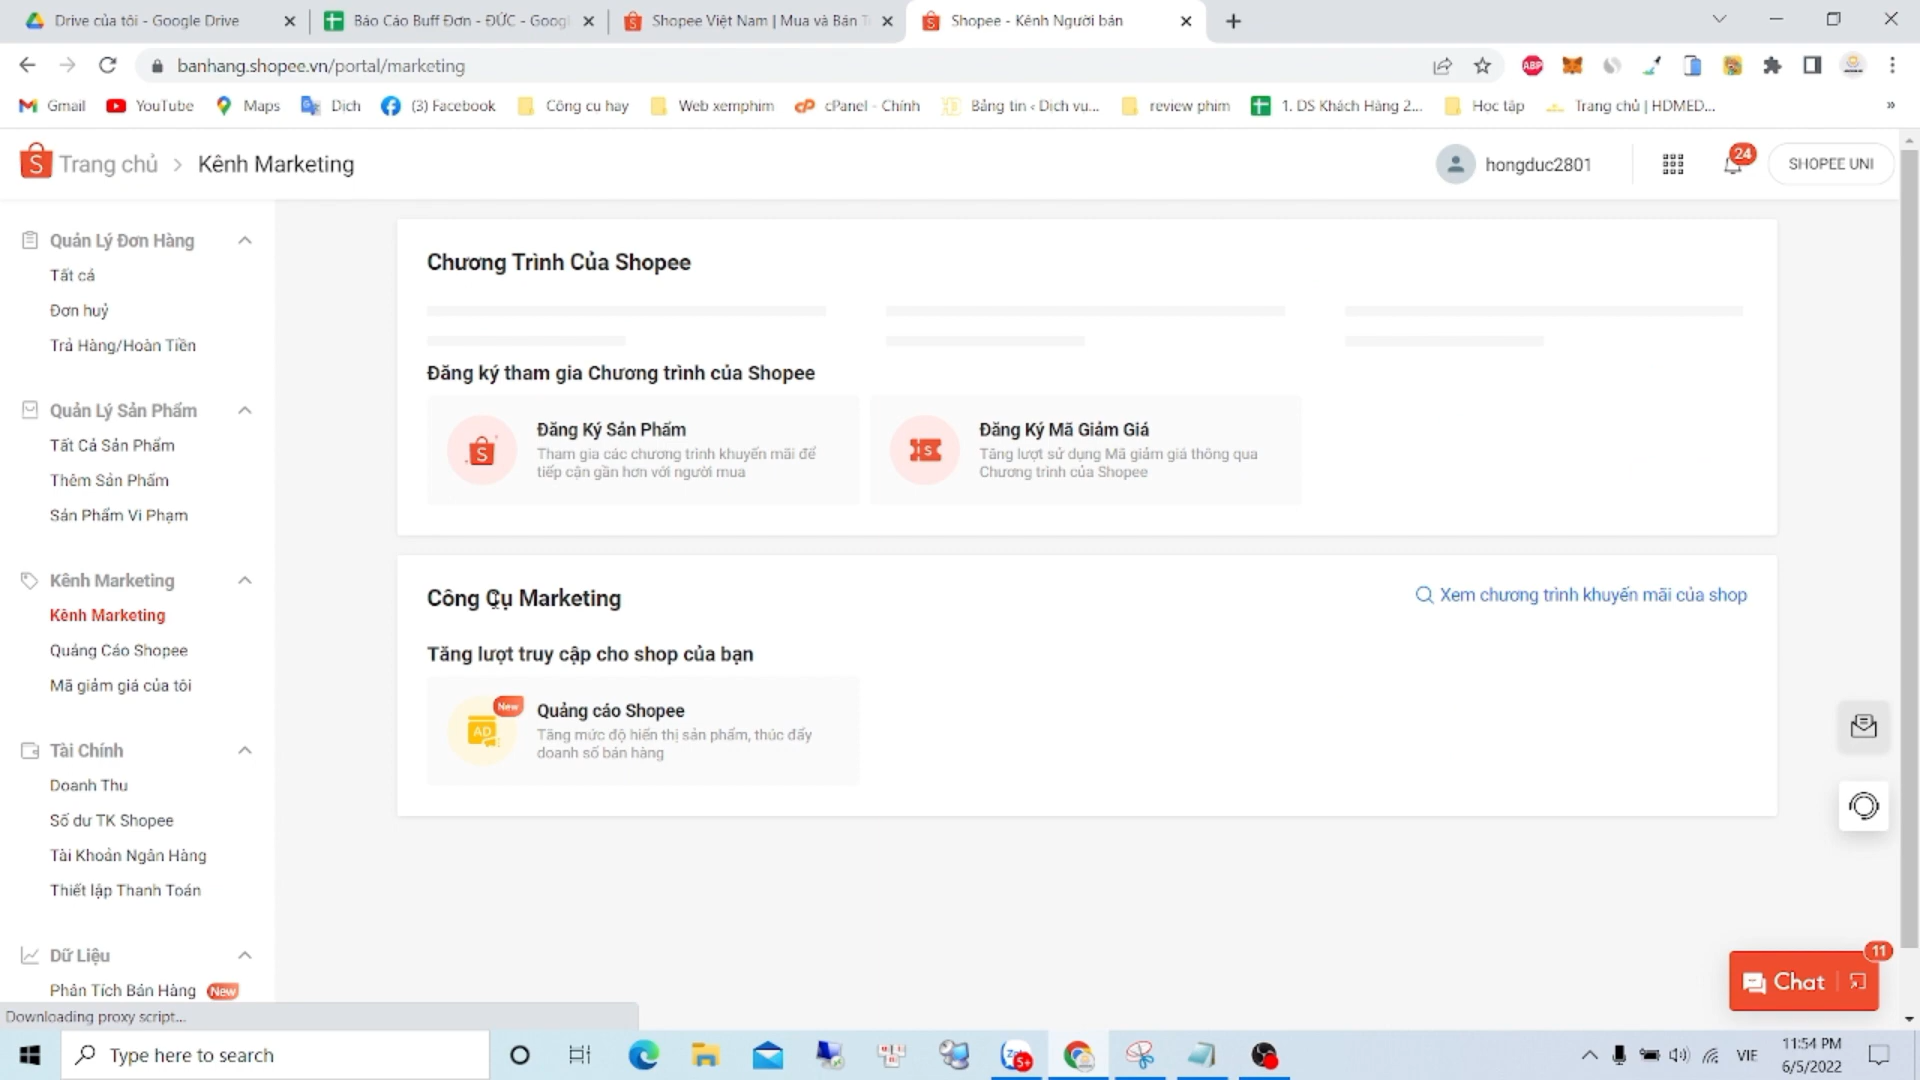 Drive của tôi - Google Drive
Báo Cáo Buff Đơn - ĐỨC - Googl
Shopee Việt Nam | Mua và Bán T
Shopee - Kênh Người bán
banhang.shopee.vn/portal/marketing
ABP
Gmail
YouTube
Maps
Dịch
(3) Facebook
Công cụ hay
Web xemphim
cPanel - Chính
Bảng tin ‹ Dịch vụ...
review phim
1. DS Khách Hàng 2...
Học tập
Trang chủ | HDMED...
»
Trang chủ > Kênh Marketing
hongduc2801
24
SHOPEE UNI
Quản Lý Đơn Hàng
Tất cả
Đơn huỷ
Trả Hàng/Hoàn Tiền
Quản Lý Sản Phẩm
Tất Cả Sản Phẩm
Thêm Sản Phẩm
Sản Phẩm Vi Phạm
Kênh Marketing
Kênh Marketing
Quảng Cáo Shopee
Mã giảm giá của tôi
Tài Chính
Doanh Thu
Số dư TK Shopee
Tài Khoản Ngân Hàng
Thiết lập Thanh Toán
Dữ Liệu
Phân Tích Bán Hàng New
Chương Trình Của Shopee
Đăng ký tham gia Chương trình của Shopee
Đăng Ký Sản Phẩm
Tham gia các chương trình khuyến mãi để
tiếp cận gần hơn với người mua
Đăng Ký Mã Giảm Giá
Tăng lượt sử dụng Mã giảm giá thông qua
Chương trình của Shopee
Công Cụ Marketing
Xem chương trình khuyến mãi của shop
Tăng lượt truy cập cho shop của bạn
New
AD
Quảng cáo Shopee
Tăng mức độ hiển thị sản phẩm, thúc đẩy
doanh số bán hàng
11
Chat
Downloading proxy script...
Type here to search
5+
VIE
11:54 PM
6/5/2022